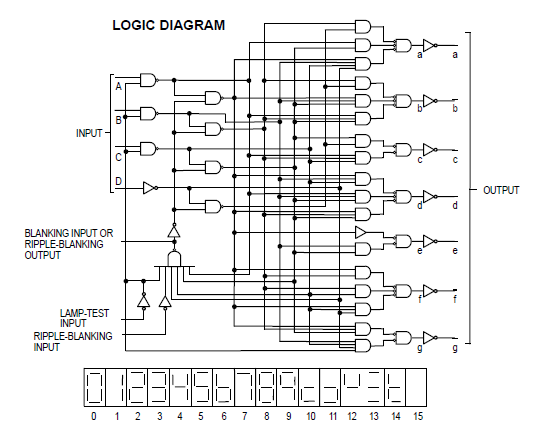 LOGIC DIAGRAM
A
B
INPUT
C
D
BLANKING INPUT OR
RIPPLE-BLANKING
OUTPUT
LAMP-TEST
INPUT
RIPPLE-BLANKING
INPUT
a a
b b
c c
d d
OUTPUT
e e
f f
g g
0 1 2 3 4 5 6 7 8 9 10 11 12 13 14 15